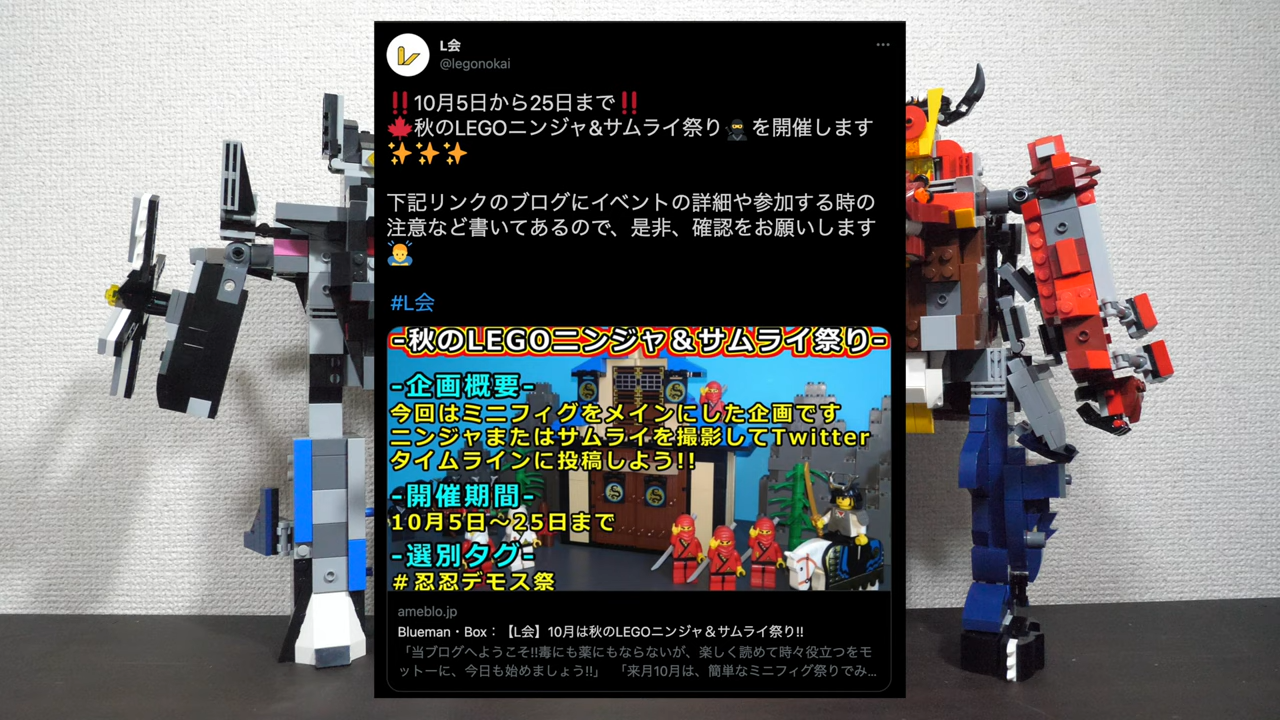 L会
@legonokai
‼️10月5日から25日まで‼️
🍁秋のLEGOニンジャ&サムライ祭り🥷を開催します
✨✨✨
下記リンクのブログにイベントの詳細や参加する時の
注意など書いてあるので、是非、確認をお願いします
🙇‍♂️
#L会
-秋のLEGOニンジャ＆サムライ祭り-
-企画概要-
今回はミニフィグをメインにした企画です
ニンジャまたはサムライを撮影してTwitter
タイムラインに投稿しよう!!
-開催期間-
10月5日～25日まで
-選別タグ-
＃忍忍デモス祭
ameblo.jp
Blueman・Box：【L会】10月は秋のLEGOニンジャ＆サムライ祭り!!
「当ブログへようこそ!!毒にも薬にもならないが、楽しく読めて時々役立つをモ
ットーに、今日も始めましょう!!」 「来月10月は、簡単なミニフィグ祭りでみ...